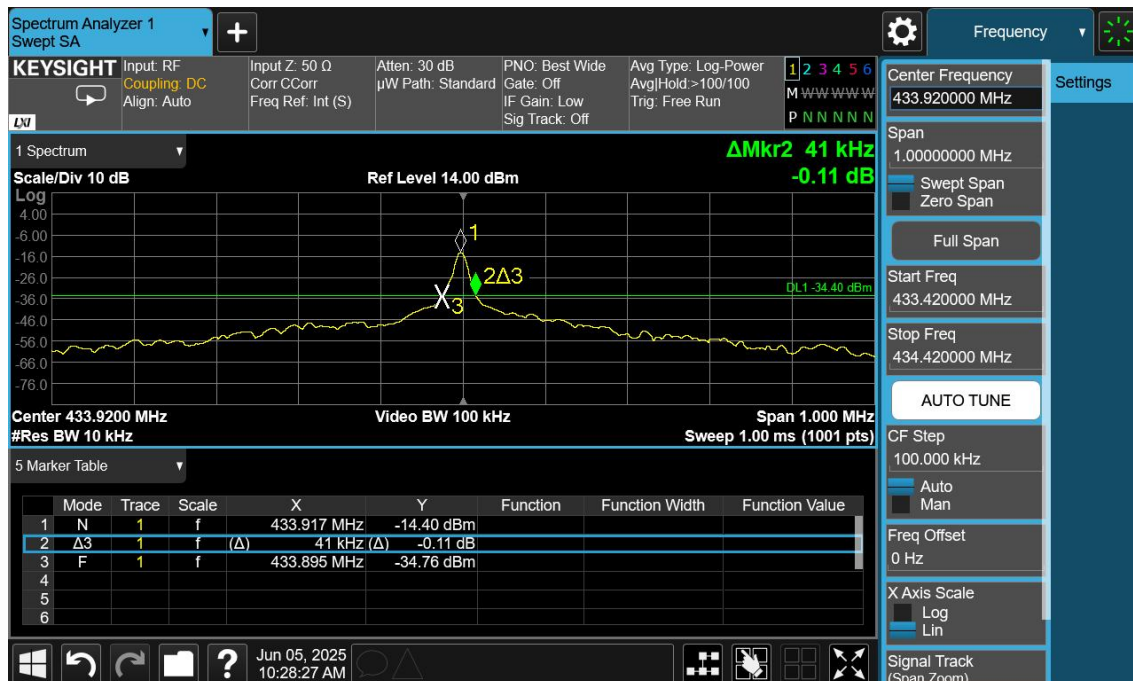 Spectrum Analyzer 1
Swept SA
Frequency
KEYSIGHT
LXI
Input: RF
Coupling: DC
Align: Auto
Input Z: 50 Ω
Corr CCorr
Freq Ref: Int (S)
Atten: 30 dB
µW Path: Standard
PNO: Best Wide
Gate: Off
IF Gain: Low
Sig Track: Off
Avg Type: Log-Power
Avg|Hold:>100/100
Trig: Free Run
1 2 3 4 5 6
M W W W W W
P N N N N N
1 Spectrum
ΔMkr2 41 kHz
-0.11 dB
Scale/Div 10 dB
Ref Level 14.00 dBm
Log
4.00
-6.00
-16.0
-26.0
-36.0
-46.0
-56.0
-66.0
-76.0
1
2Δ3
3
DL1 -34.40 dBm
Center 433.9200 MHz
Video BW 100 kHz
Span 1.000 MHz
#Res BW 10 kHz
Sweep 1.00 ms (1001 pts)
5 Marker Table
Mode Trace Scale X Y Function Function Width Function Value
1 N 1 f 433.917 MHz -14.40 dBm
2 Δ3 1 f (Δ) 41 kHz (Δ) -0.11 dB
3 F 1 f 433.895 MHz -34.76 dBm
4
5
6
Jun 05, 2025
10:28:27 AM
Center Frequency
433.920000 MHz
Settings
Span
1.00000000 MHz
Swept Span
Zero Span
Full Span
Start Freq
433.420000 MHz
Stop Freq
434.420000 MHz
AUTO TUNE
CF Step
100.000 kHz
Auto
Man
Freq Offset
0 Hz
X Axis Scale
Log
Lin
Signal Track
(Span Zoom)